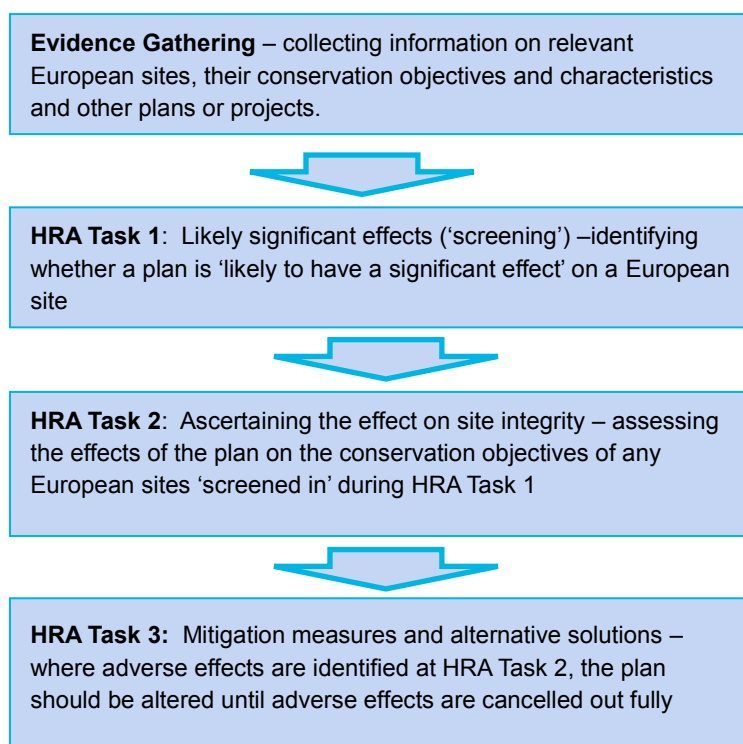 Evidence Gathering – collecting information on relevant
European sites, their conservation objectives and characteristics
and other plans or projects.
HRA Task 1:  Likely significant effects (‘screening’) –identifying
whether a plan is ‘likely to have a significant effect’ on a European
site
HRA Task 2:  Ascertaining the effect on site integrity – assessing
the effects of the plan on the conservation objectives of any
European sites ‘screened in’ during HRA Task 1
HRA Task 3:  Mitigation measures and alternative solutions –
where adverse effects are identified at HRA Task 2, the plan
should be altered until adverse effects are cancelled out fully